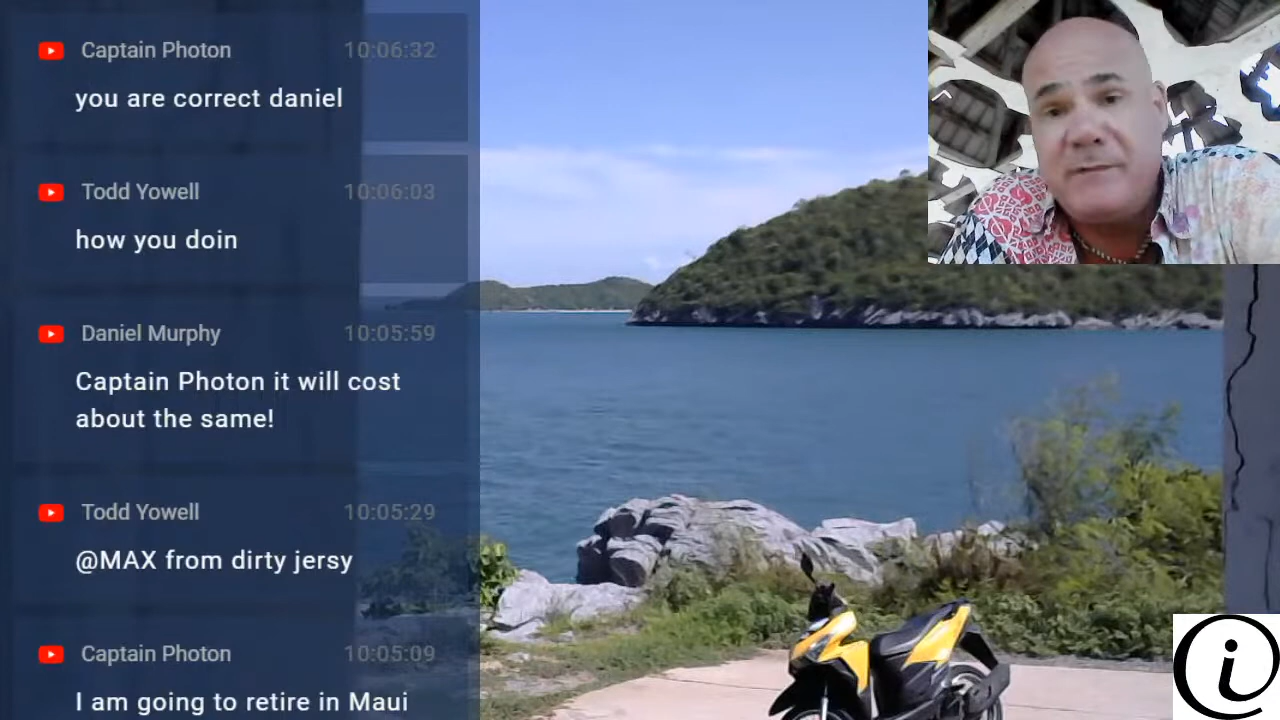 Captain Photon 10:06:32
you are correct daniel
Todd Yowell 10:06:03
how you doin
Daniel Murphy 10:05:59
Captain Photon it will cost
about the same!
Todd Yowell 10:05:29
@MAX from dirty jersy
Captain Photon 10:05:09
I am going to retire in Maui
i